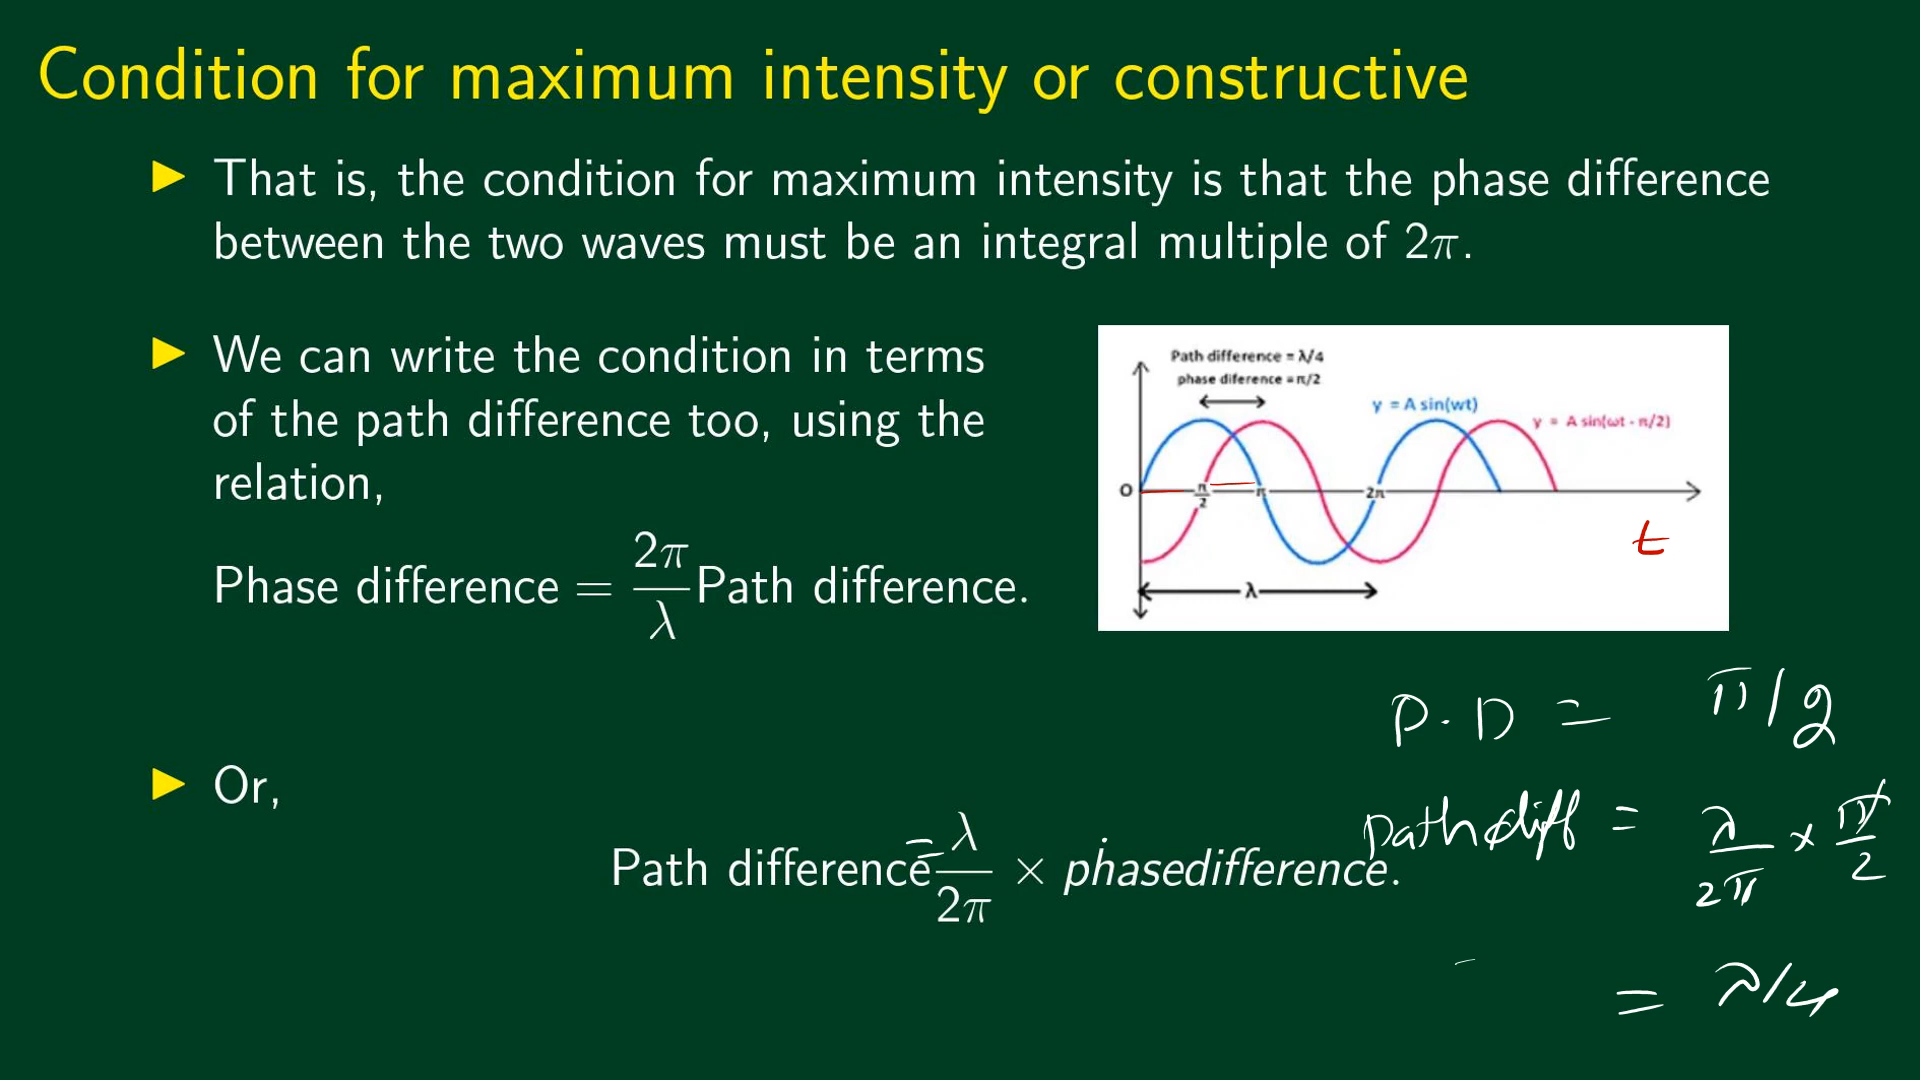 Condition for maximum intensity or constructive
▶ That is, the condition for maximum intensity is that the phase difference
between the two waves must be an integral multiple of 2π.
▶ We can write the condition in terms
of the path difference too, using the
relation,
Phase difference = 2π/λ Path difference.
Path difference = λ/4
phase diference = π/2
y = A sin(wt)
y = A sin(ωt - π/2)
O π/2 π 2π
t
λ
P.D = π/2
path diff = λ/2π × π/2
= λ/4
▶ Or,
Path difference = λ/2π × phasedifference.